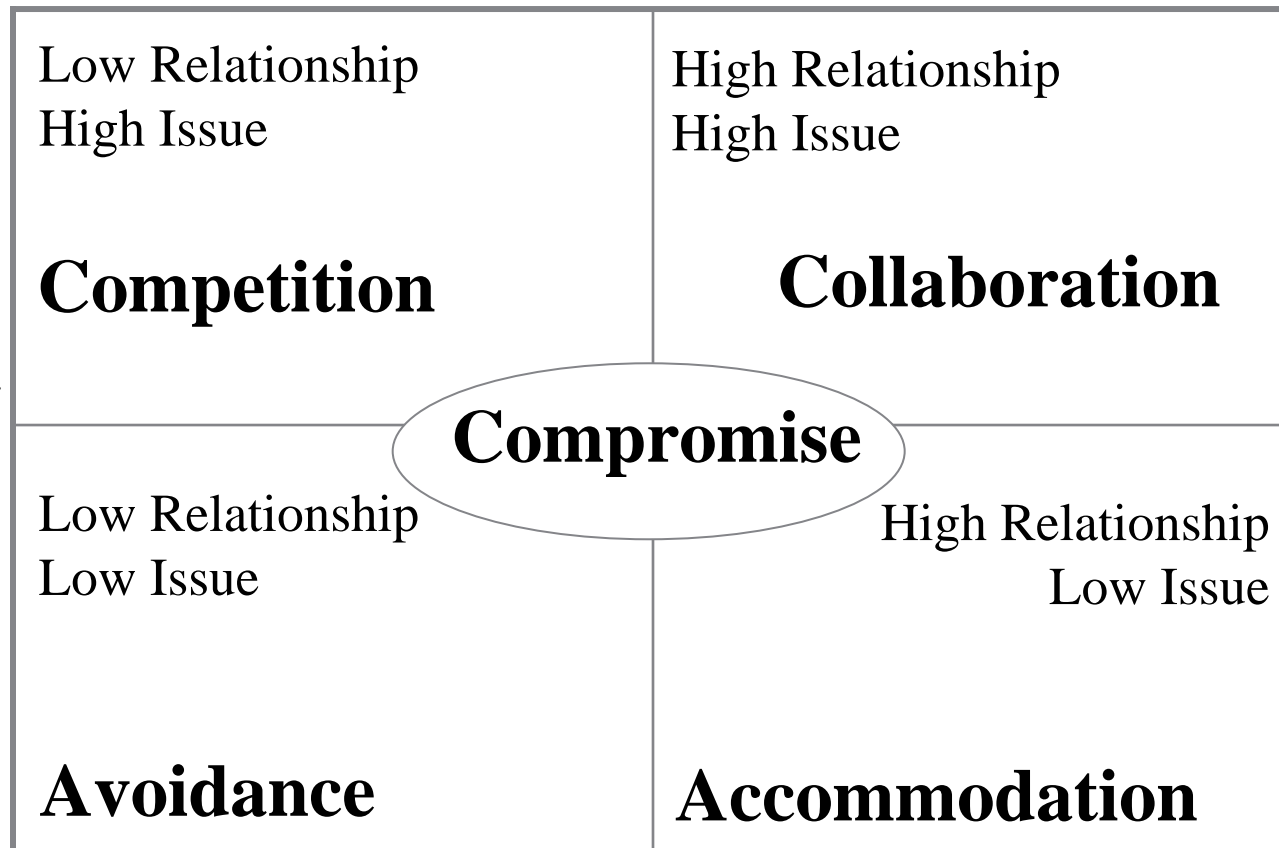 Low Relationship
High Issue
Competition
High Relationship
High Issue
Collaboration
Compromise
Low Relationship
Low Issue
Avoidance
High Relationship
Low Issue
Accommodation